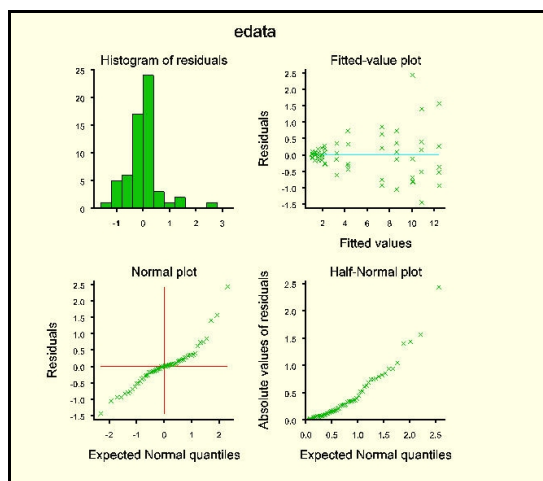 edata
Histogram of residuals
25
20
15
10
5
0
-1 0 1 2 3
Fitted-value plot
Residuals
2.5
2.0
1.5
1.0
0.5
0.0
-0.5
-1.0
-1.5
2 4 6 8 10 12
Fitted values
Normal plot
Residuals
2.5
2.0
1.5
1.0
0.5
0.0
-0.5
-1.0
-1.5
-2 -1 0 1 2
Expected Normal quantiles
Half-Normal plot
Absolute values of residuals
2.5
2.0
1.5
1.0
0.5
0.0
0.0 0.5 1.0 1.5 2.0 2.5
Expected Normal quantiles